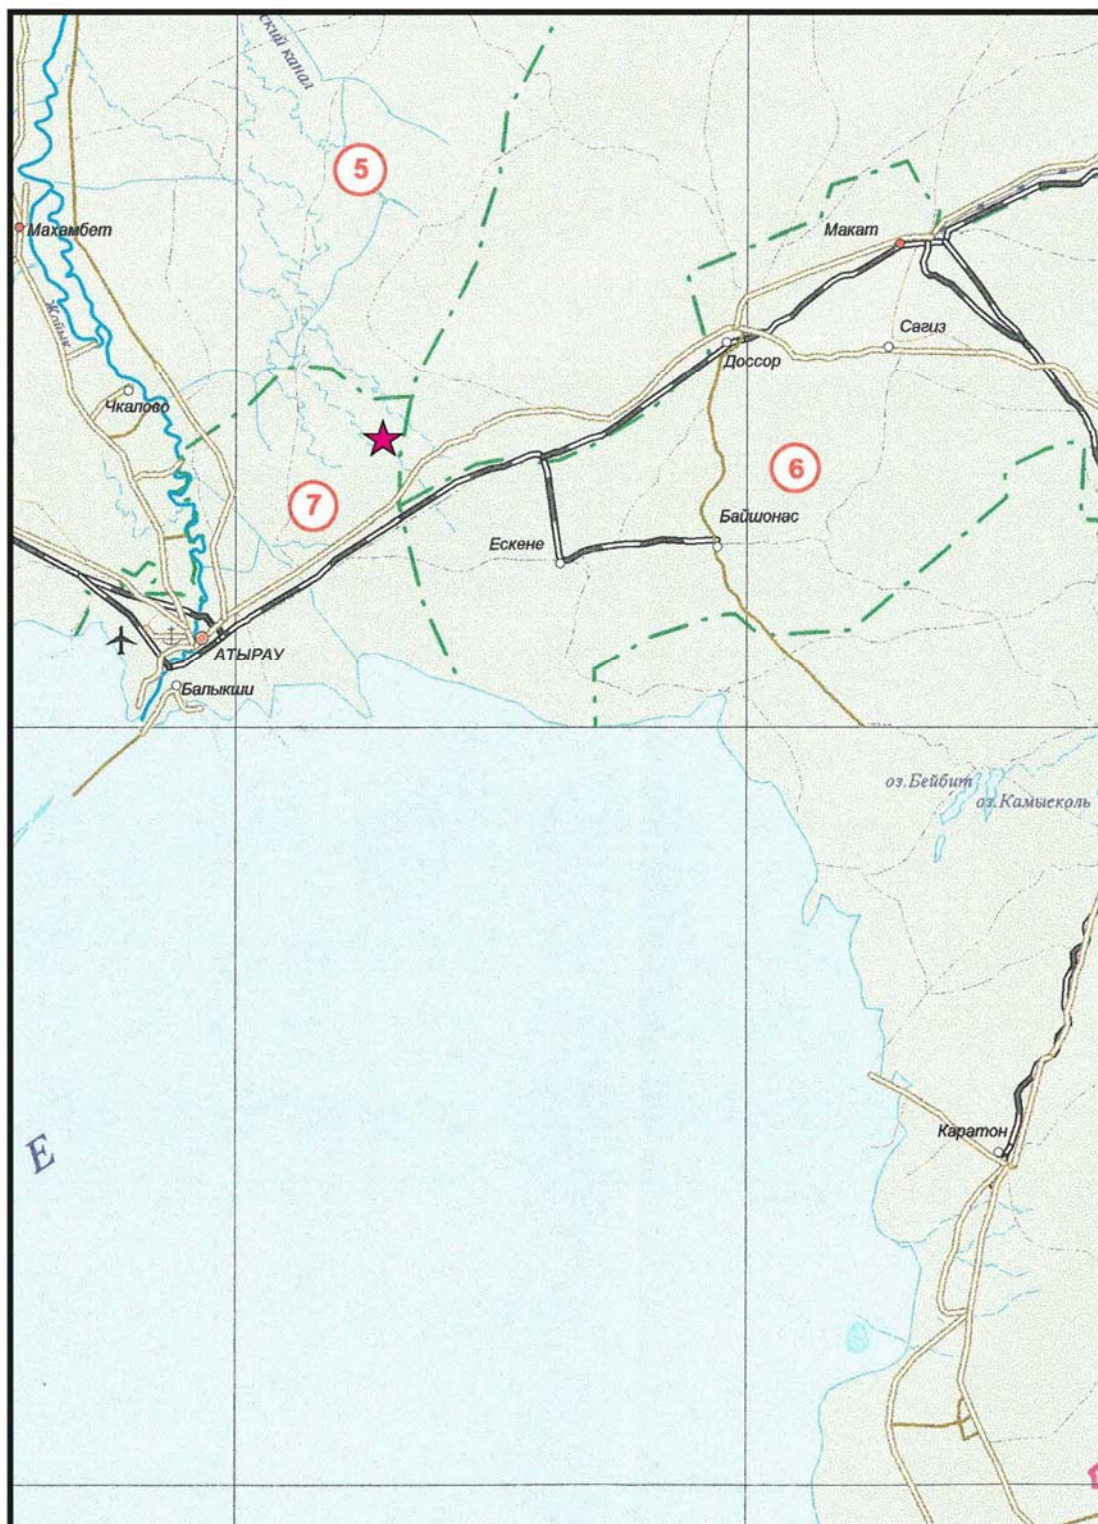 ский канал
5
Махамбет
Макат
Жайык
Сагиз
Доссор
Чкалово
6
7
Байшонас
Ескене
АТЫРАУ
Балыкши
оз.Бейбит
оз.Камыеколь
Каратон
Е